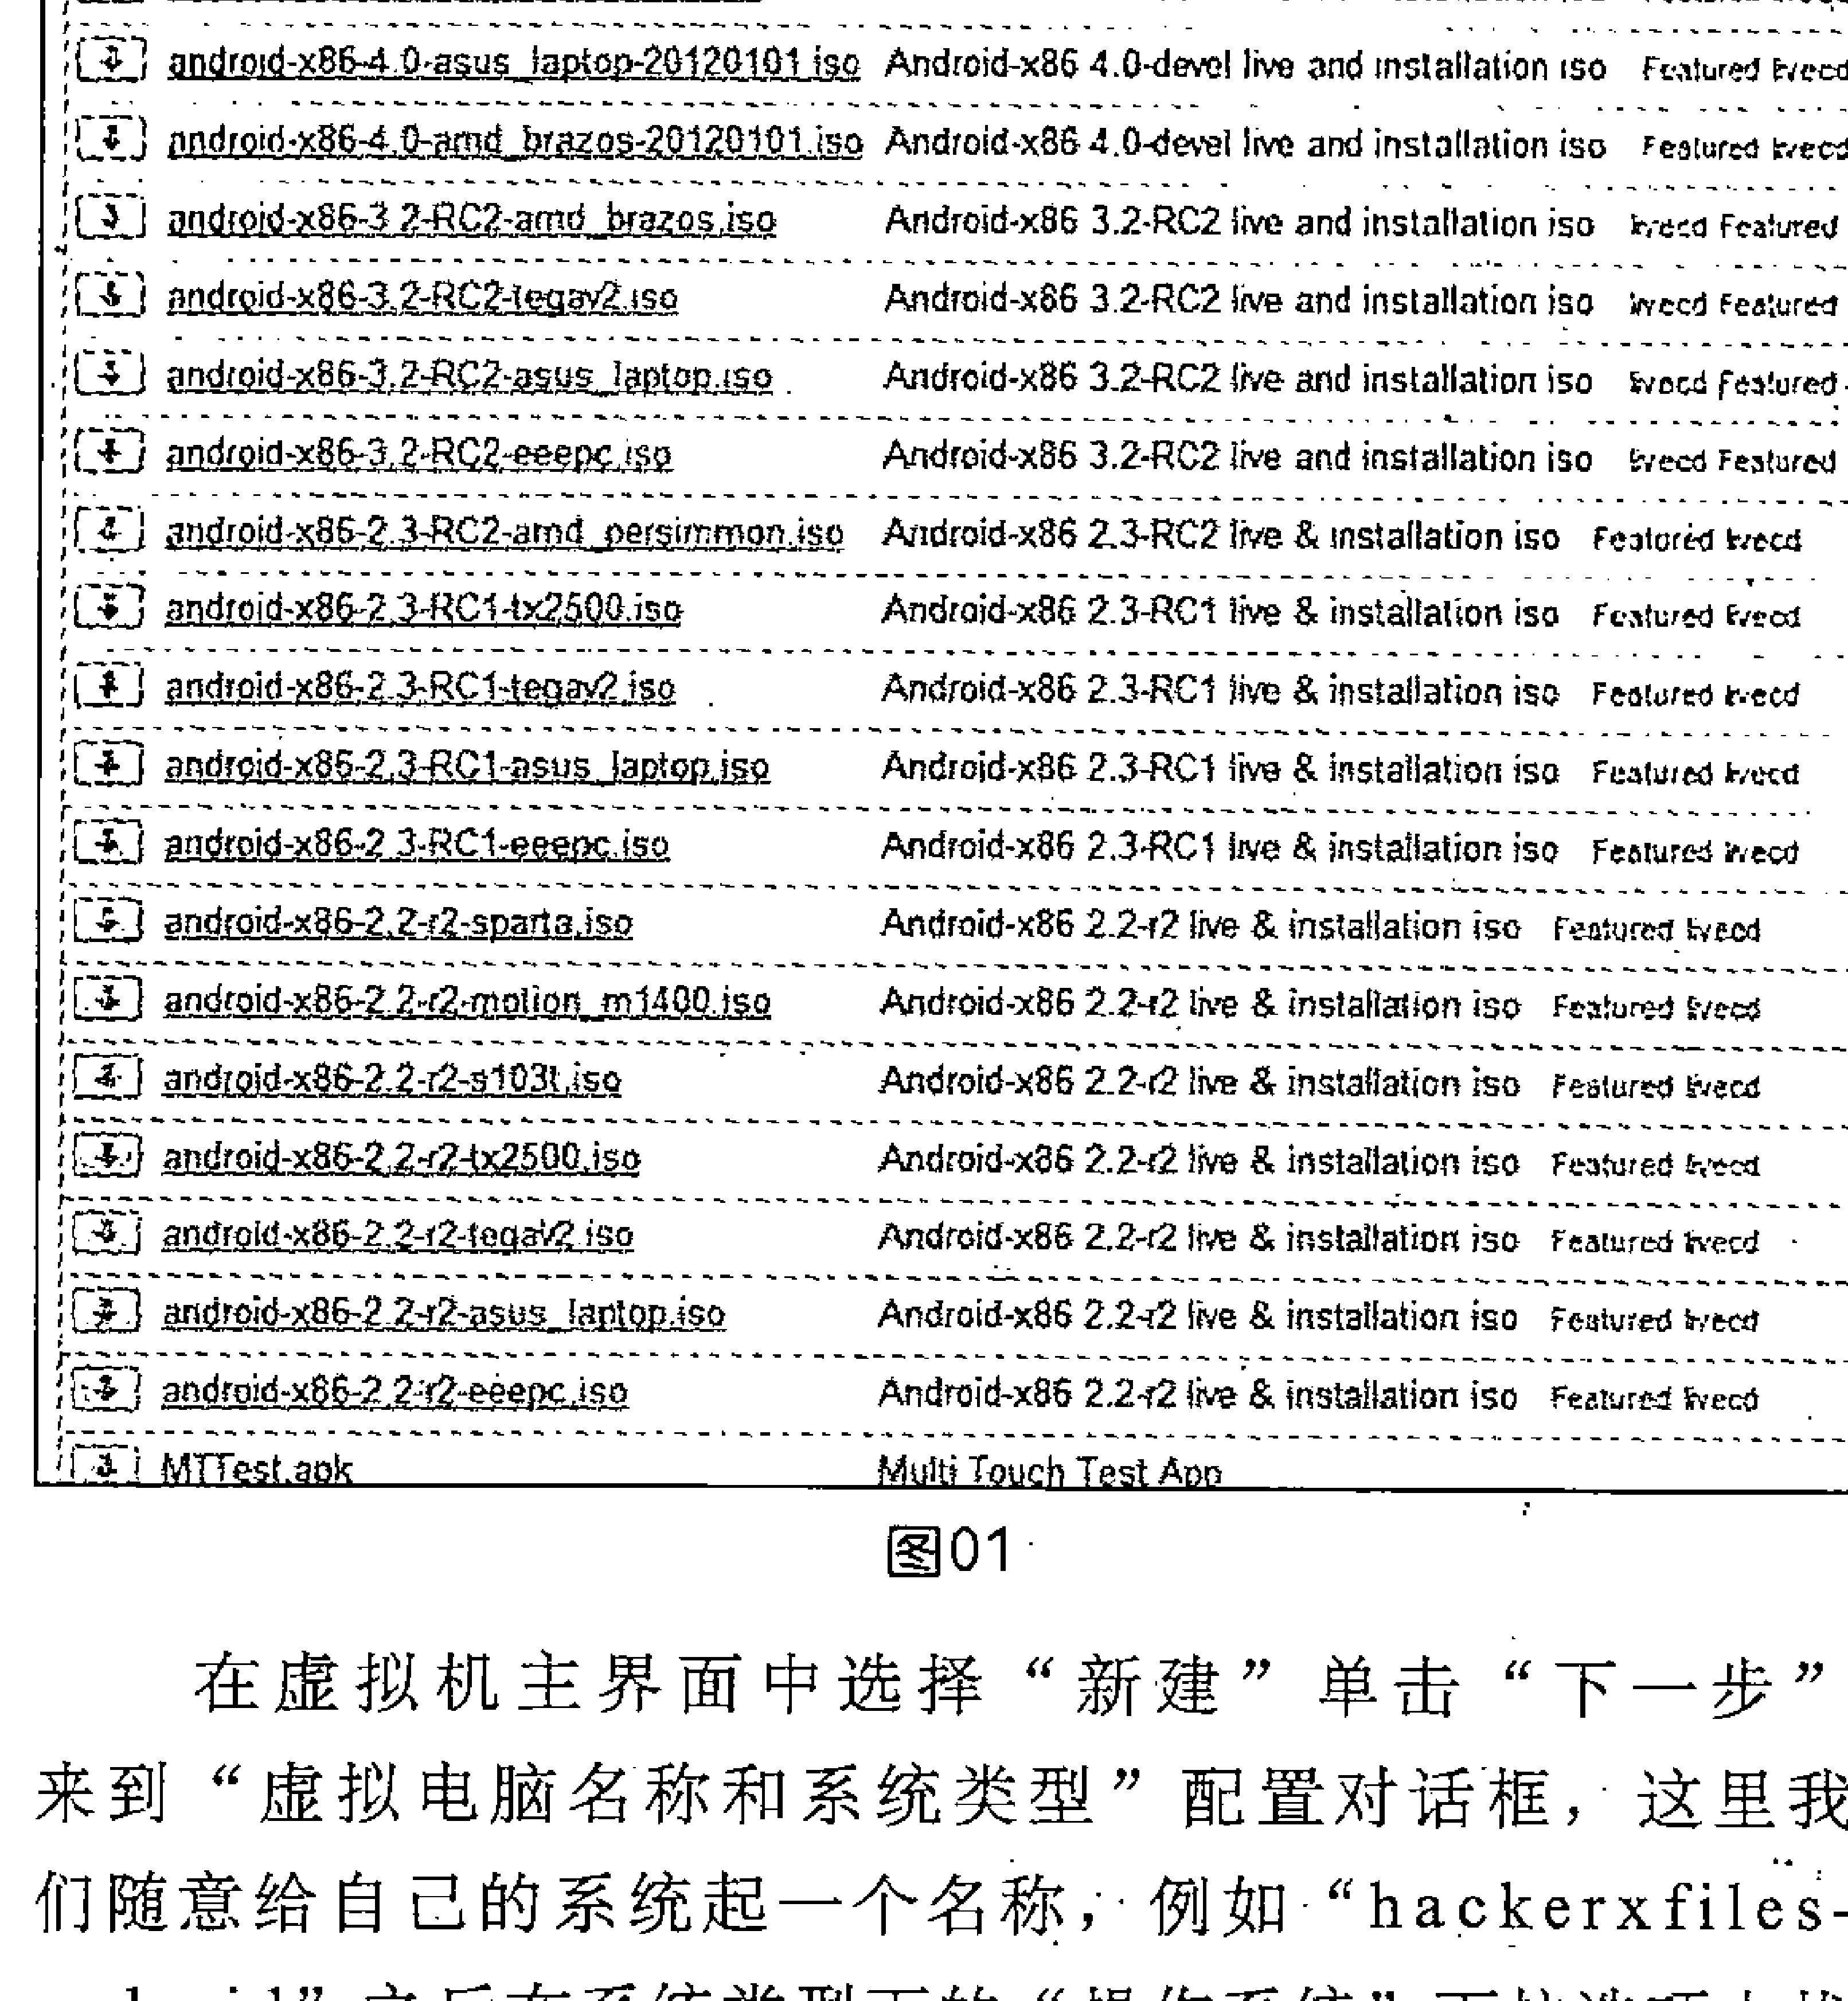 android-x86-4.0-asus_laptop-20120101.iso Android-x86 4.0-devel live and installation iso Featured livecd
android-x86-4.0-amd_brazos-20120101.iso Android-x86 4.0-devel live and installation iso Featured livecd
android-x86-3.2-RC2-amd_brazos.iso Android-x86 3.2-RC2 live and installation iso livecd Featured
android-x86-3.2-RC2-tegav2.iso Android-x86 3.2-RC2 live and installation iso livecd Featured
android-x86-3.2-RC2-asus_laptop.iso Android-x86 3.2-RC2 live and installation iso livecd Featured
android-x86-3.2-RC2-eeepc.iso Android-x86 3.2-RC2 live and installation iso livecd Featured
android-x86-2.3-RC2-amd_persimmon.iso Android-x86 2.3-RC2 live & installation iso Featured livecd
android-x86-2.3-RC1-tx2500.iso Android-x86 2.3-RC1 live & installation iso Featured livecd
android-x86-2.3-RC1-tegav2.iso Android-x86 2.3-RC1 live & installation iso Featured livecd
android-x86-2.3-RC1-asus_laptop.iso Android-x86 2.3-RC1 live & installation iso Featured livecd
android-x86-2.3-RC1-eeepc.iso Android-x86 2.3-RC1 live & installation iso Featured livecd
android-x86-2.2-r2-sparta.iso Android-x86 2.2-r2 live & installation iso Featured livecd
android-x86-2.2-r2-motion_m1400.iso Android-x86 2.2-r2 live & installation iso Featured livecd
android-x86-2.2-r2-s103t.iso Android-x86 2.2-r2 live & installation iso Featured livecd
android-x86-2.2-r2-tx2500.iso Android-x86 2.2-r2 live & installation iso Featured livecd
android-x86-2.2-r2-tegav2.iso Android-x86 2.2-r2 live & installation iso Featured livecd
android-x86-2.2-r2-asus_laptop.iso Android-x86 2.2-r2 live & installation iso Featured livecd
android-x86-2.2-r2-eeepc.iso Android-x86 2.2-r2 live & installation iso Featured livecd
MTTest.apk Multi Touch Test App
图01
在虚拟机主界面中选择“新建”单击“下一步”
来到“虚拟电脑名称和系统类型”配置对话框，这里我
们随意给自己的系统起一个名称，例如“hackerxfiles-